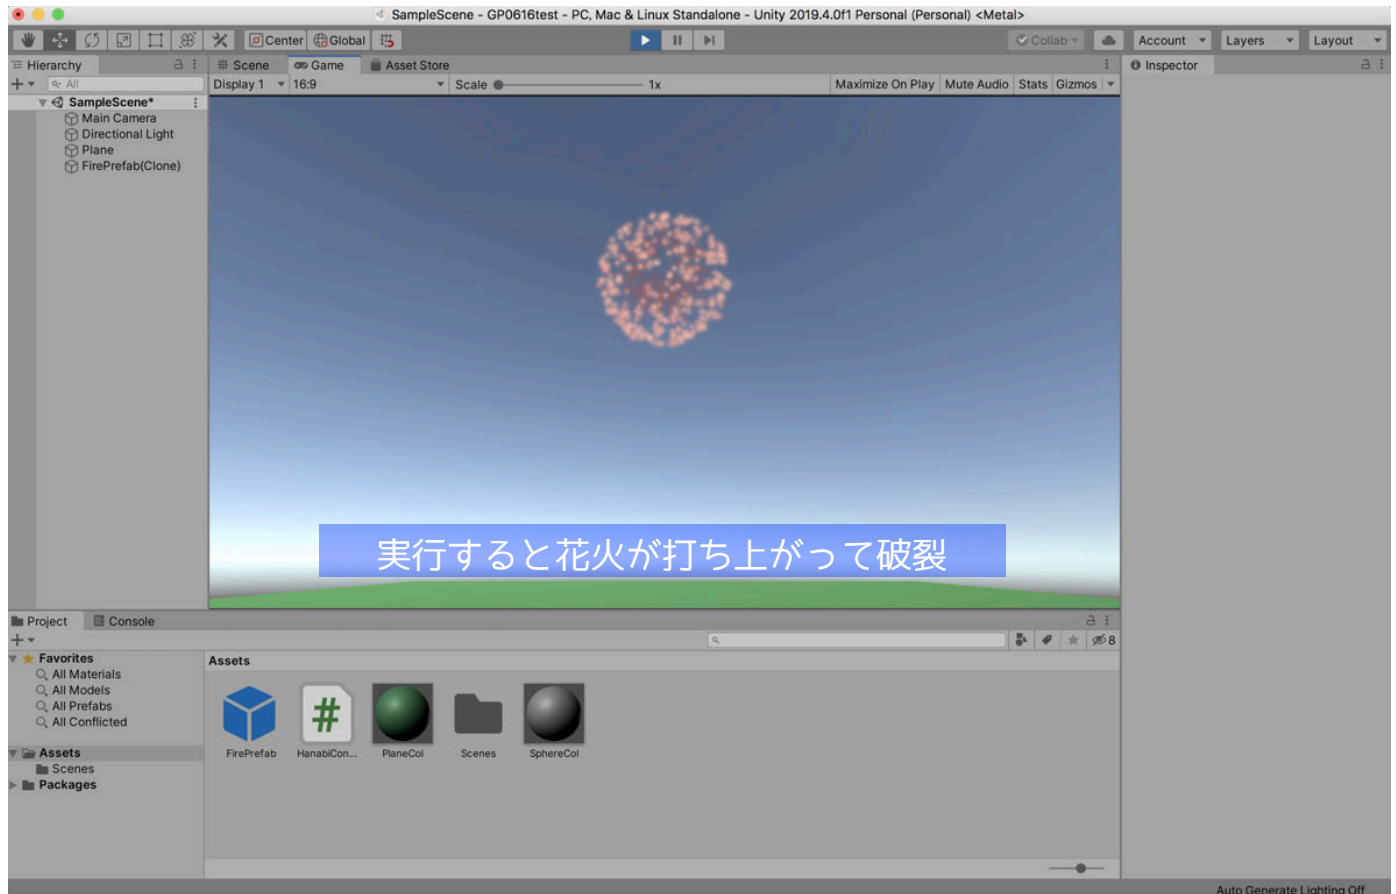 SampleScene - GP0616test - PC, Mac & Linux Standalone - Unity 2019.4.0f1 Personal (Personal) <Metal>
Center Global Collab Account Layers Layout
Hierarchy
All
SampleScene*
Main Camera
Directional Light
Plane
FirePrefab(Clone)
Scene Game Asset Store
Display 1 16:9 Scale 1x Maximize On Play Mute Audio Stats Gizmos
Inspector
実行すると花火が打ち上がって破裂
Project Console
8
Favorites
All Materials
All Models
All Prefabs
All Conflicted
Assets
Scenes
Packages
Assets
FirePrefab HanabiCon... PlaneCol Scenes SphereCol
Auto Generate Lighting Off